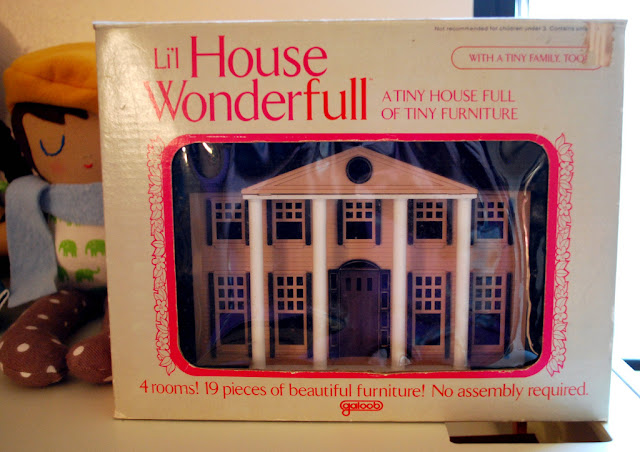 Not recommended for children under 3. Contains
WITH A TINY FAMILY, TOO!
Li'l House
Wonderfull
A TINY HOUSE FULL
OF TINY FURNITURE
4 rooms! 19 pieces of beautiful furniture! No assembly required.
galoob